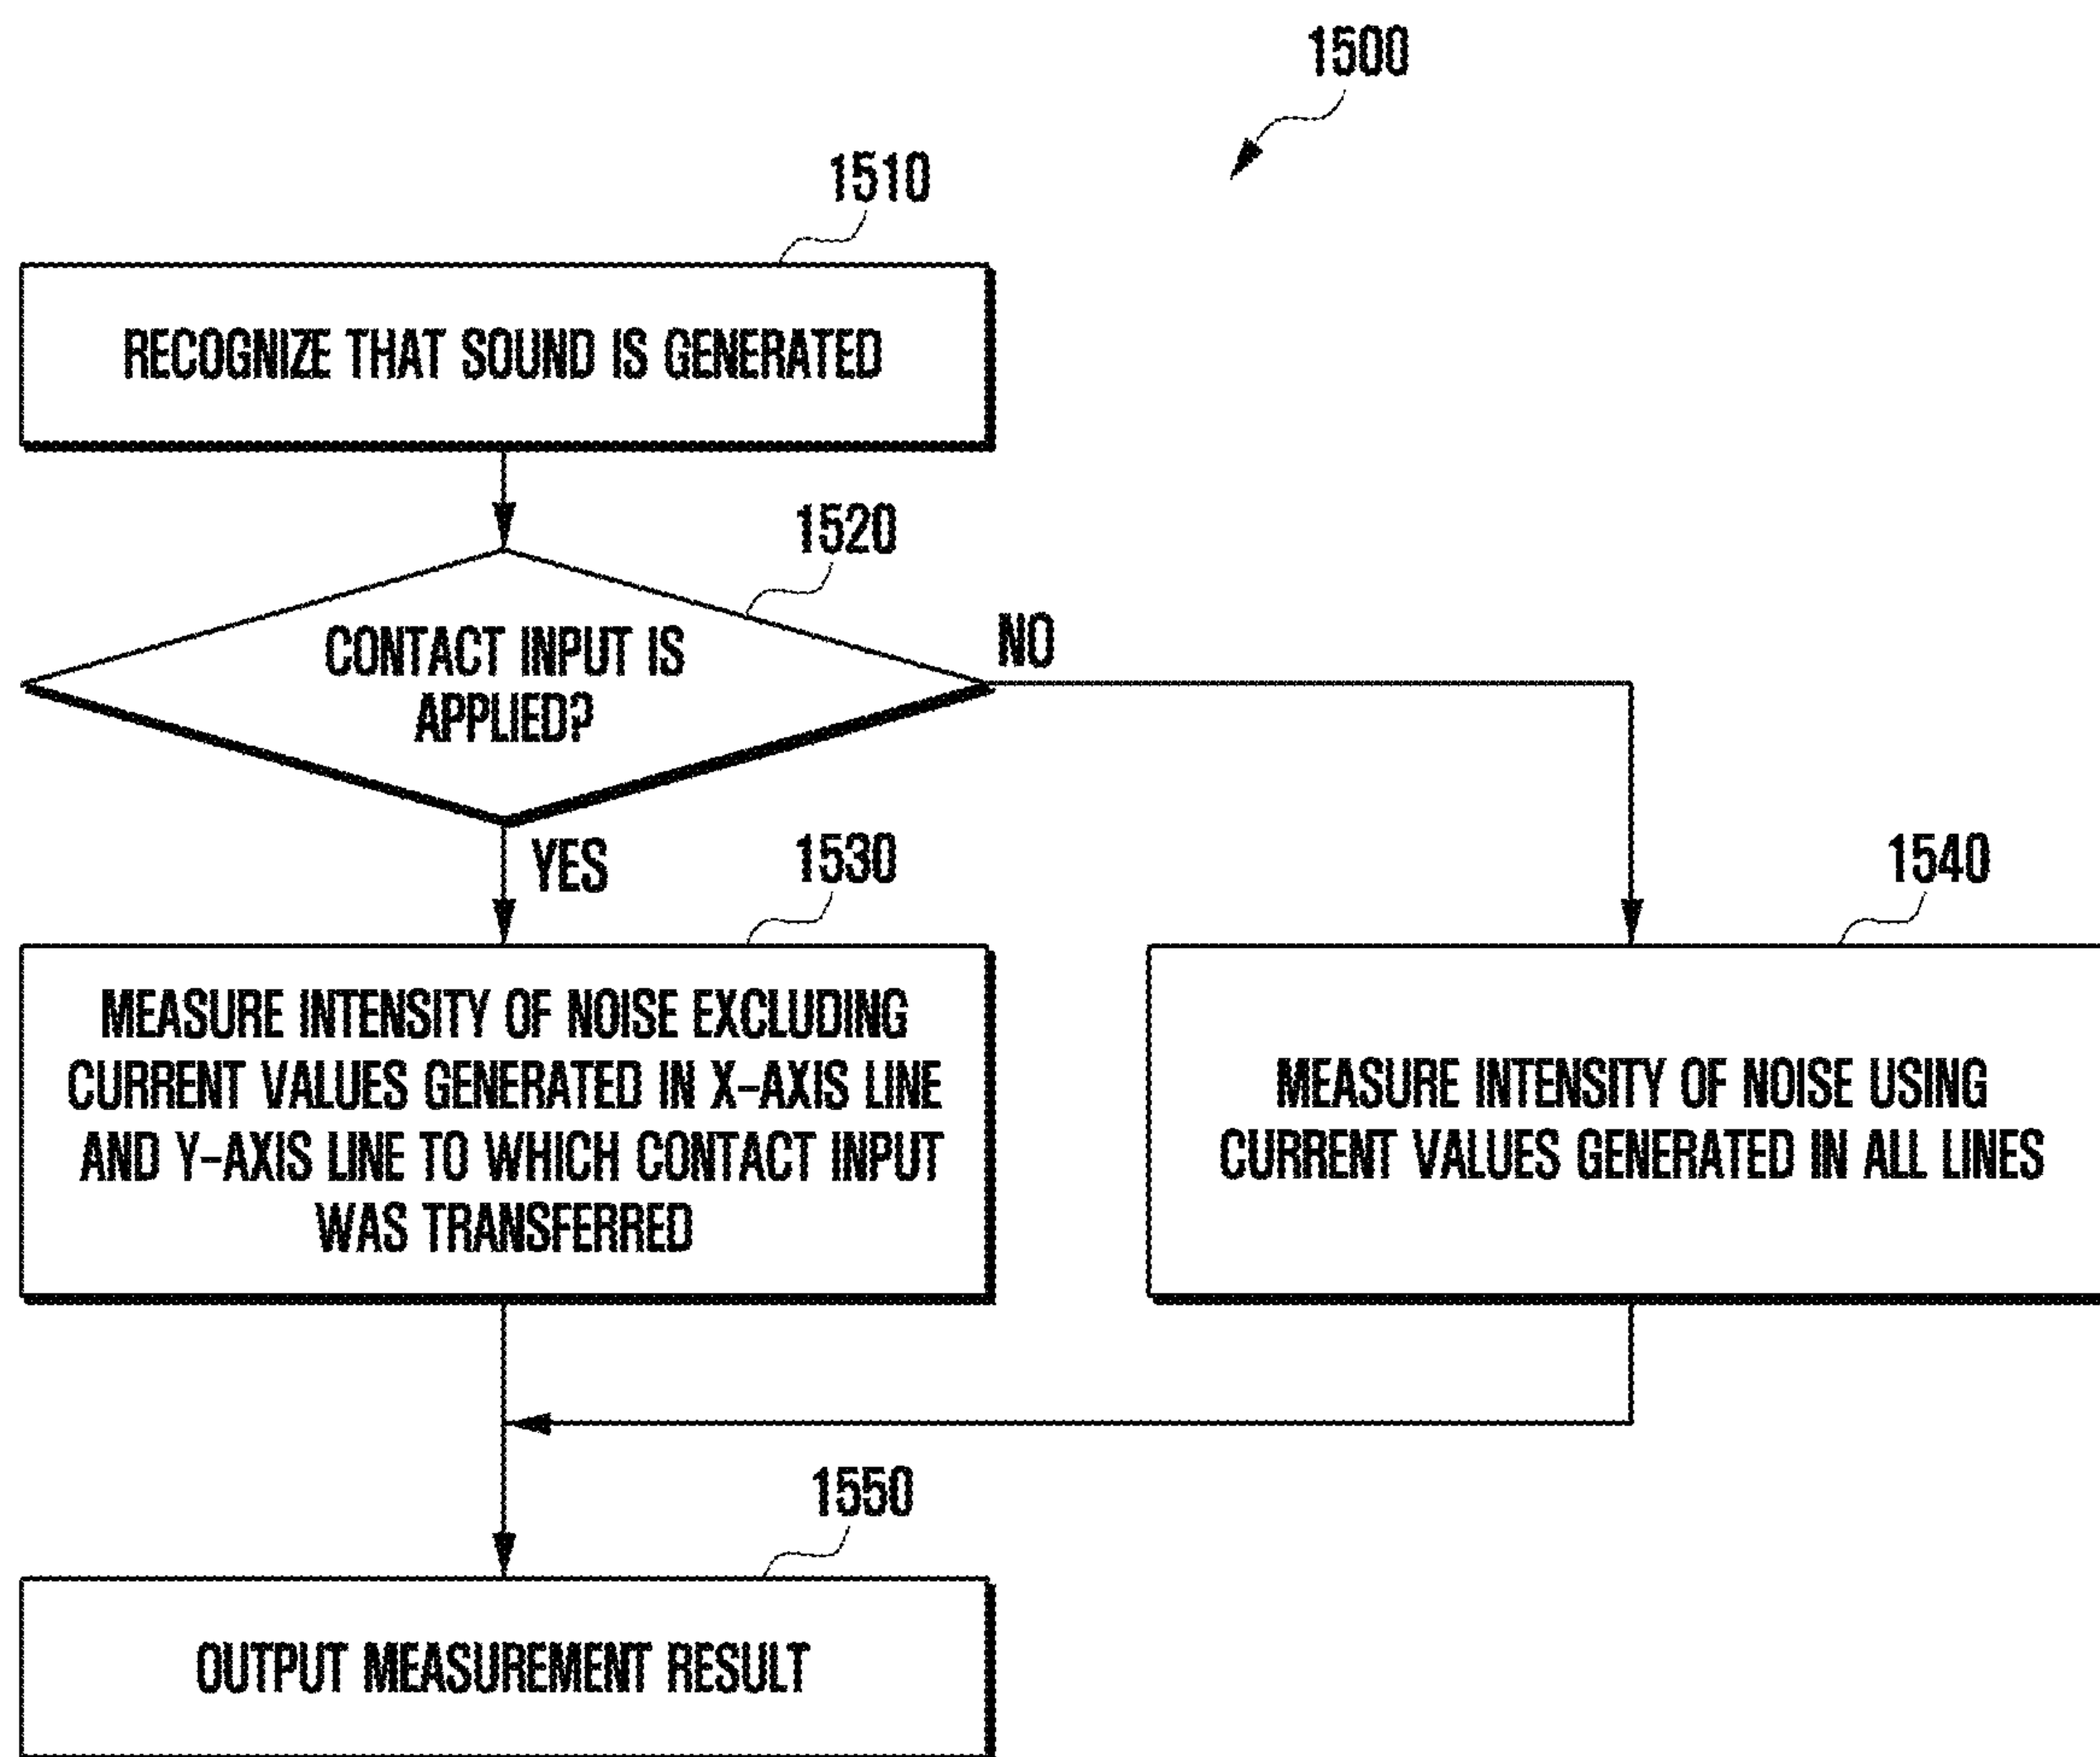 1500
1510
RECOGNIZE THAT SOUND IS GENERATED
1520
CONTACT INPUT IS
APPLIED?
NO
YES
1530
MEASURE INTENSITY OF NOISE EXCLUDING
CURRENT VALUES GENERATED IN X-AXIS LINE
AND Y-AXIS LINE TO WHICH CONTACT INPUT
WAS TRANSFERRED
1540
MEASURE INTENSITY OF NOISE USING
CURRENT VALUES GENERATED IN ALL LINES
1550
OUTPUT MEASUREMENT RESULT